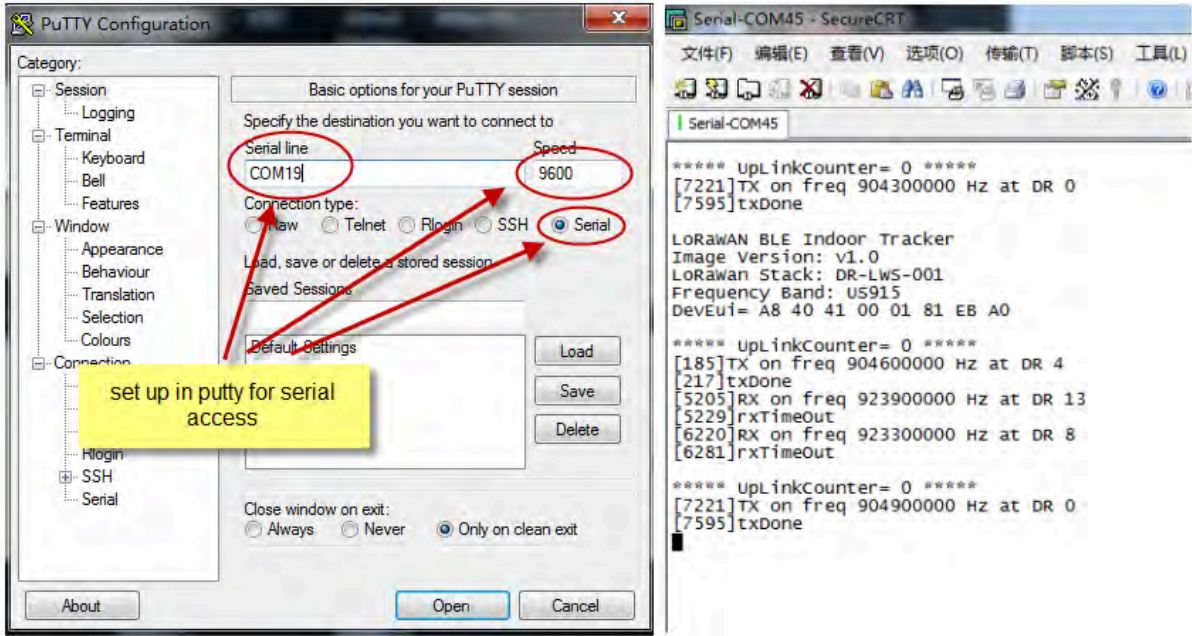 PuTTY Configuration
Category:
Session
Logging
Terminal
Keyboard
Bell
Features
Window
Appearance
Behaviour
Translation
Selection
Colours
Connection
Rlogin
SSH
Serial
Basic options for your PuTTY session
Specify the destination you want to connect to
Serial line Speed
COM19 9600
Connection type:
Raw Telnet Rlogin SSH Serial
Load, save or delete a stored session
Saved Sessions
Default Settings
Load
Save
Delete
set up in putty for serial
access
Close window on exit:
Always Never Only on clean exit
About Open Cancel
Serial-COM45 - SecureCRT
文件(F) 编辑(E) 查看(V) 选项(O) 传输(T) 脚本(S) 工具(L)
Serial-COM45
***** UpLinkCounter= 0 *****
[7221]TX on freq 904300000 Hz at DR 0
[7595]txDone
LoRaWAN BLE Indoor Tracker
Image Version: v1.0
LoRaWan Stack: DR-LWS-001
Frequency Band: US915
DevEui= A8 40 41 00 01 81 EB A0
***** UpLinkCounter= 0 *****
[185]TX on freq 904600000 Hz at DR 4
[217]txDone
[5205]RX on freq 923900000 Hz at DR 13
[5229]rxTimeOut
[6220]RX on freq 923300000 Hz at DR 8
[6281]rxTimeOut
***** UpLinkCounter= 0 *****
[7221]TX on freq 904900000 Hz at DR 0
[7595]txDone